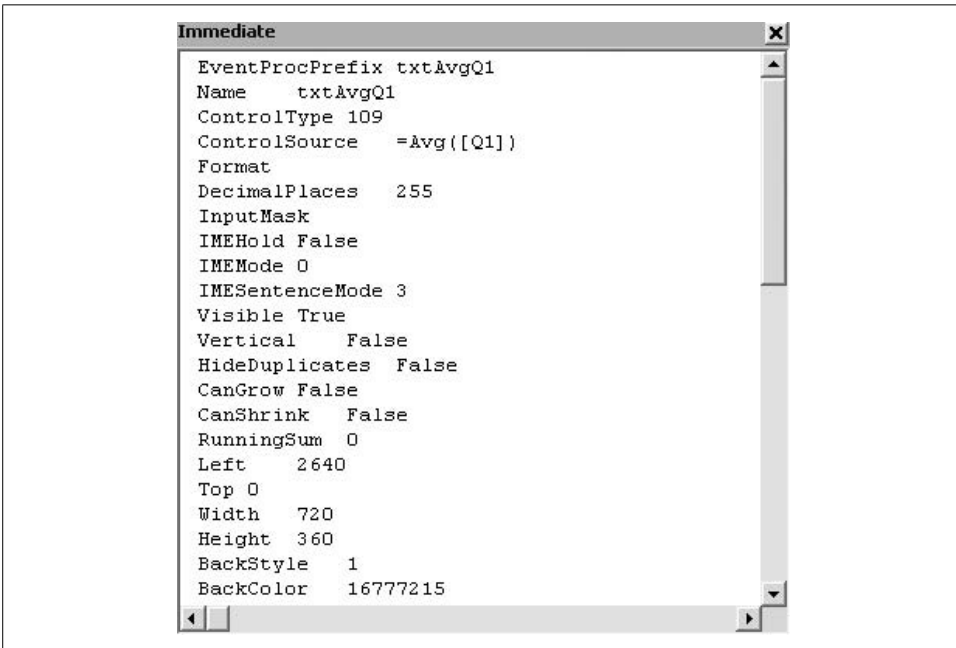 Immediate
EventProcPrefix txtAvgQ1
Name txtAvgQ1
ControlType 109
ControlSource =Avg([Q1])
Format
DecimalPlaces 255
InputMask
IMEHold False
IMEMode 0
IMESentenceMode 3
Visible True
Vertical False
HideDuplicates False
CanGrow False
CanShrink False
RunningSum 0
Left 2640
Top 0
Width 720
Height 360
BackStyle 1
BackColor 16777215